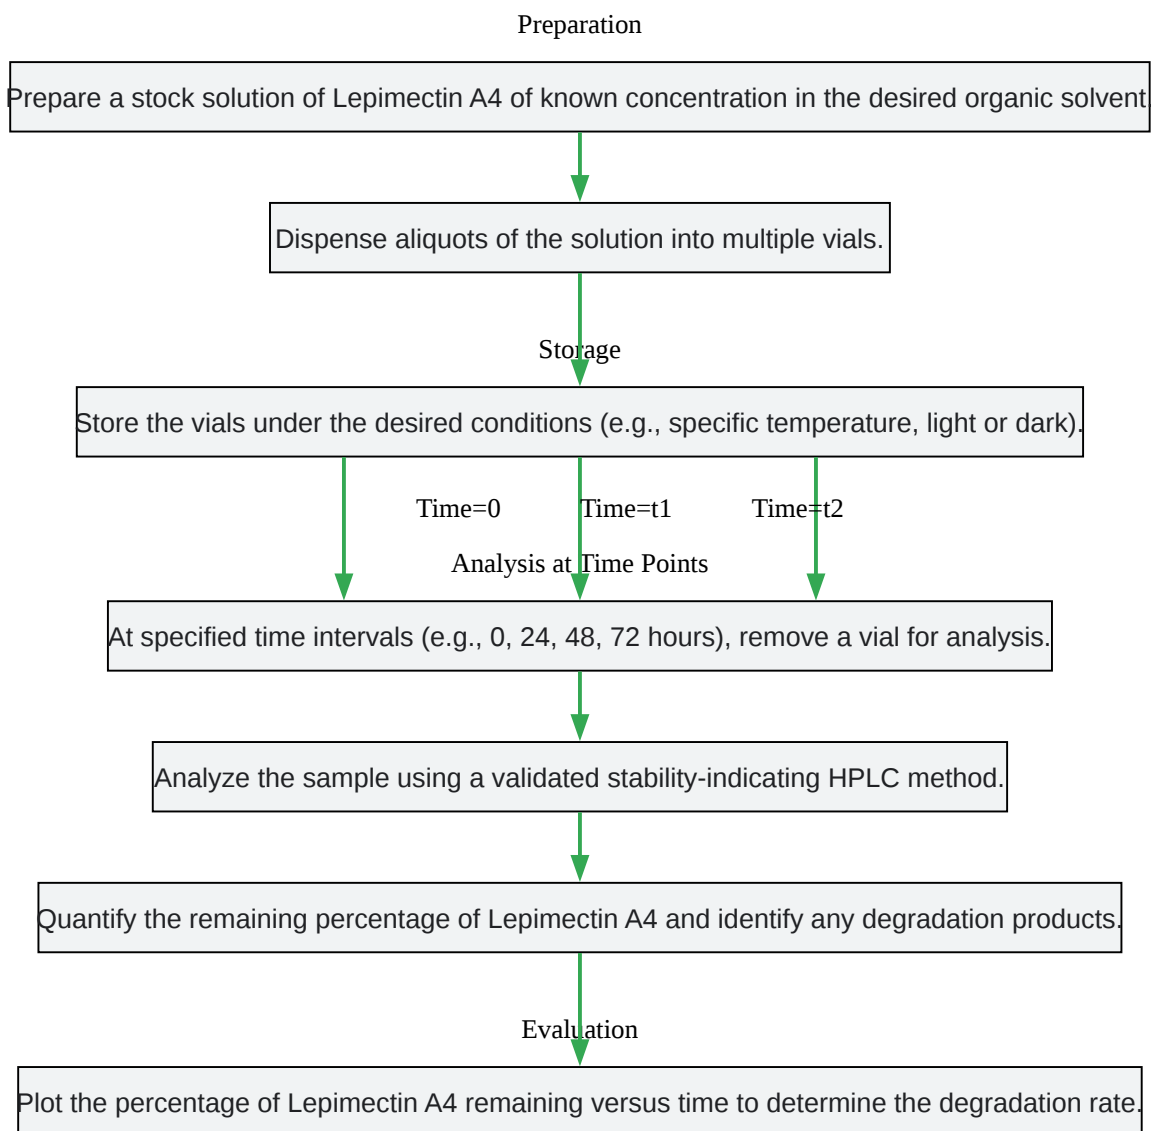 Preparation
Prepare a stock solution of Lepimectin A4 of known concentration in the desired organic solvent.
Dispense aliquots of the solution into multiple vials.
Storage
Store the vials under the desired conditions (e.g., specific temperature, light or dark).
Time=0
Time=t1
Time=t2
Analysis at Time Points
At specified time intervals (e.g., 0, 24, 48, 72 hours), remove a vial for analysis.
Analyze the sample using a validated stability-indicating HPLC method.
Quantify the remaining percentage of Lepimectin A4 and identify any degradation products.
Evaluation
Plot the percentage of Lepimectin A4 remaining versus time to determine the degradation rate.